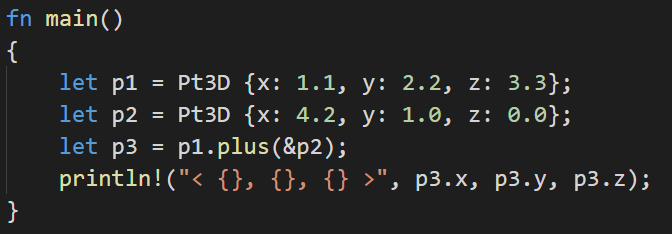 fn main()
{
    let p1 = Pt3D {x: 1.1, y: 2.2, z: 3.3};
    let p2 = Pt3D {x: 4.2, y: 1.0, z: 0.0};
    let p3 = p1.plus(&p2);
    println!("< {}, {}, {} >", p3.x, p3.y, p3.z);
}